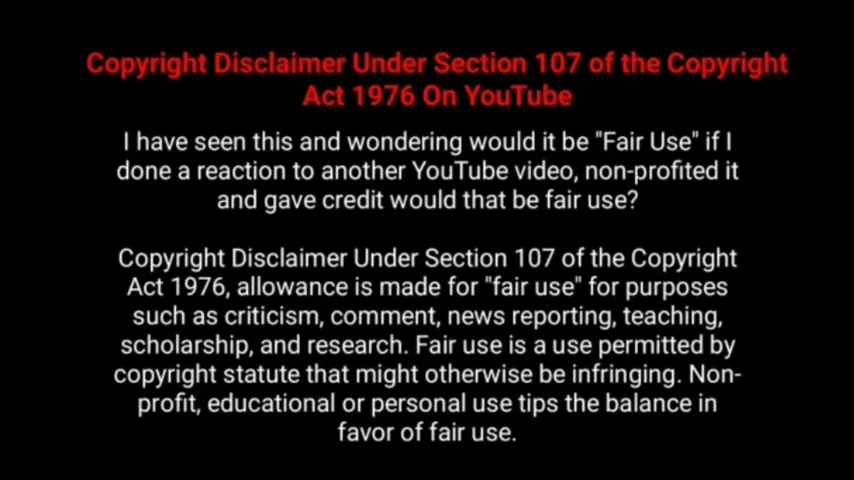 Copyright Disclaimer Under Section 107 of the Copyright
Act 1976 On YouTube
I have seen this and wondering would it be "Fair Use" if I
done a reaction to another YouTube video, non-profited it
and gave credit would that be fair use?
Copyright Disclaimer Under Section 107 of the Copyright
Act 1976, allowance is made for "fair use" for purposes
such as criticism, comment, news reporting, teaching,
scholarship, and research. Fair use is a use permitted by
copyright statute that might otherwise be infringing. Non-
profit, educational or personal use tips the balance in
favor of fair use.